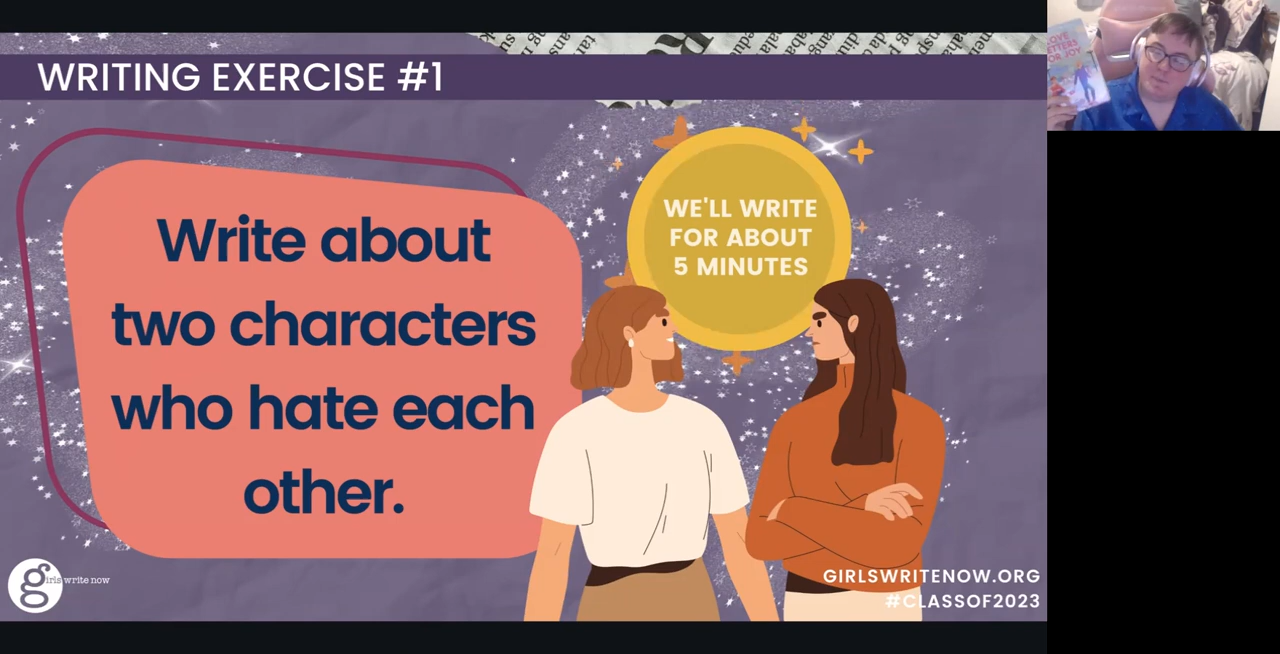 WRITING EXERCISE #1
Write about
two characters
who hate each
other.
WE'LL WRITE
FOR ABOUT
5 MINUTES
girls write now
GIRLSWRITENOW.ORG
#CLASSOF2023